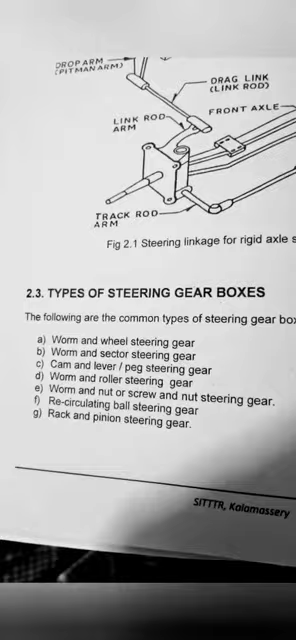 DROP ARM
(PITMAN ARM)
DRAG LINK
(LINK ROD)
FRONT AXLE
LINK ROD
ARM
TRACK ROD
ARM
Fig 2.1 Steering linkage for rigid axle s
2.3. TYPES OF STEERING GEAR BOXES
The following are the common types of steering gear box
a) Worm and wheel steering gear
b) Worm and sector steering gear
c) Cam and lever / peg steering gear
d) Worm and roller steering gear
e) Worm and nut or screw and nut steering gear.
f) Re-circulating ball steering gear
g) Rack and pinion steering gear.
SITTTR, Kalamassery